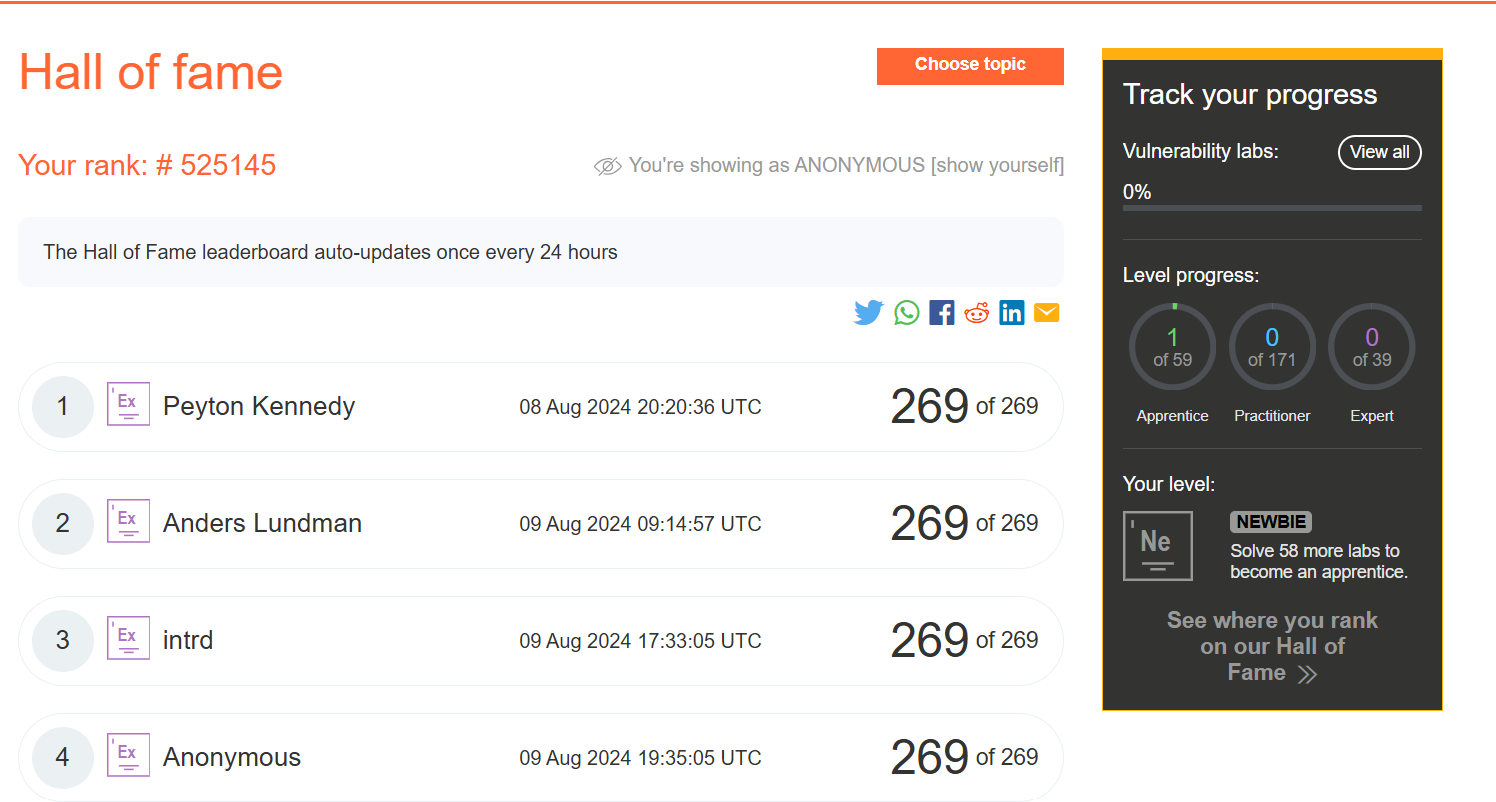 Hall of fame
Choose topic
Your rank: # 525145
You're showing as ANONYMOUS [show yourself]
The Hall of Fame leaderboard auto-updates once every 24 hours
1 Ex Peyton Kennedy 08 Aug 2024 20:20:36 UTC 269 of 269
2 Ex Anders Lundman 09 Aug 2024 09:14:57 UTC 269 of 269
3 Ex intrd 09 Aug 2024 17:33:05 UTC 269 of 269
4 Ex Anonymous 09 Aug 2024 19:35:05 UTC 269 of 269
Track your progress
Vulnerability labs:
View all
0%
Level progress:
1 of 59
0 of 171
0 of 39
Apprentice
Practitioner
Expert
Your level:
Ne
NEWBIE
Solve 58 more labs to
become an apprentice.
See where you rank
on our Hall of
Fame